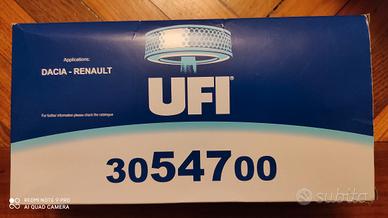 Applications:
DACIA - RENAULT
For further information please check the catalogue
UFI®
3054700
REDMI NOTE 9 PRO
AI QUAD CAMERA
subito